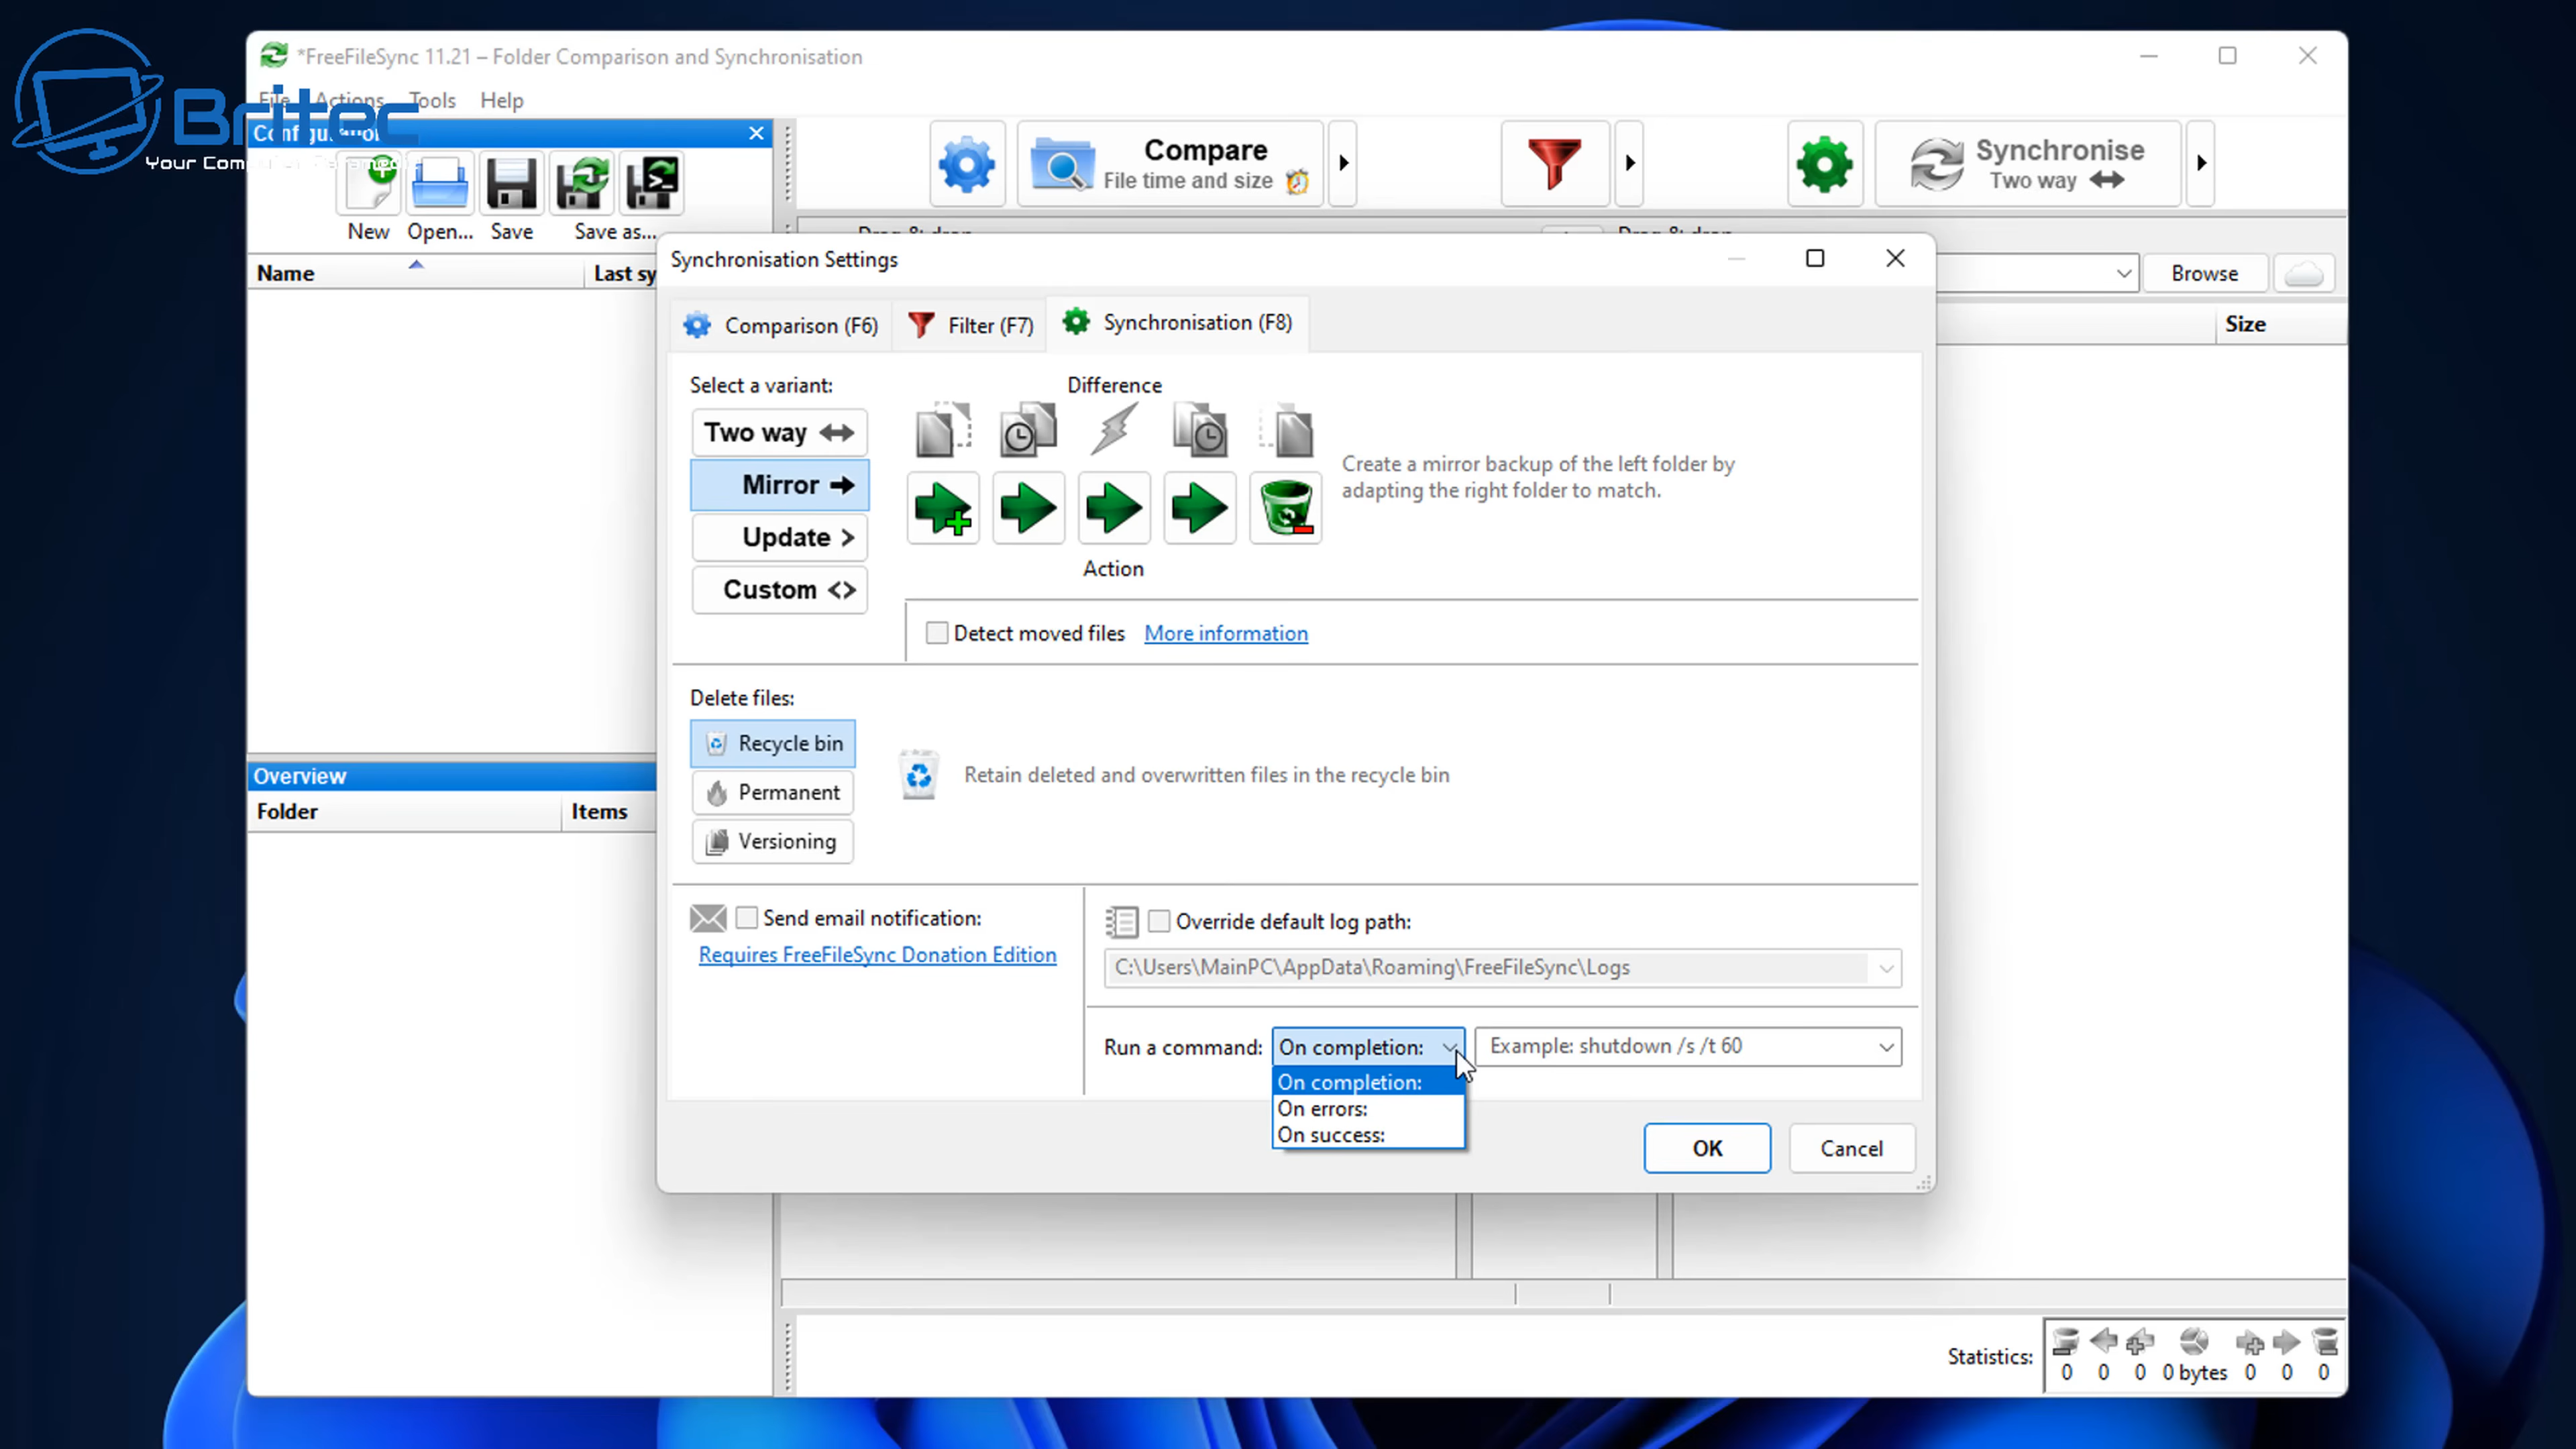 *FreeFileSync 11.21 – Folder Comparison and Synchronisation
File Actions Tools Help
Britec
Configuration
New Open... Save Save as...
Compare
File time and size
Synchronise
Two way
Name Last sy
Browse
Size
Synchronisation Settings
Comparison (F6) Filter (F7) Synchronisation (F8)
Select a variant: Difference
Two way
Mirror
Update
Custom
Create a mirror backup of the left folder by
adapting the right folder to match.
Action
Detect moved files More information
Delete files:
Recycle bin
Permanent
Versioning
Retain deleted and overwritten files in the recycle bin
Overview
Folder Items
Send email notification:
Requires FreeFileSync Donation Edition
Override default log path:
C:\Users\MainPC\AppData\Roaming\FreeFileSync\Logs
Run a command: On completion: Example: shutdown /s /t 60
On completion:
On errors:
On success:
OK Cancel
Statistics:
0 0 0 0 bytes 0 0 0